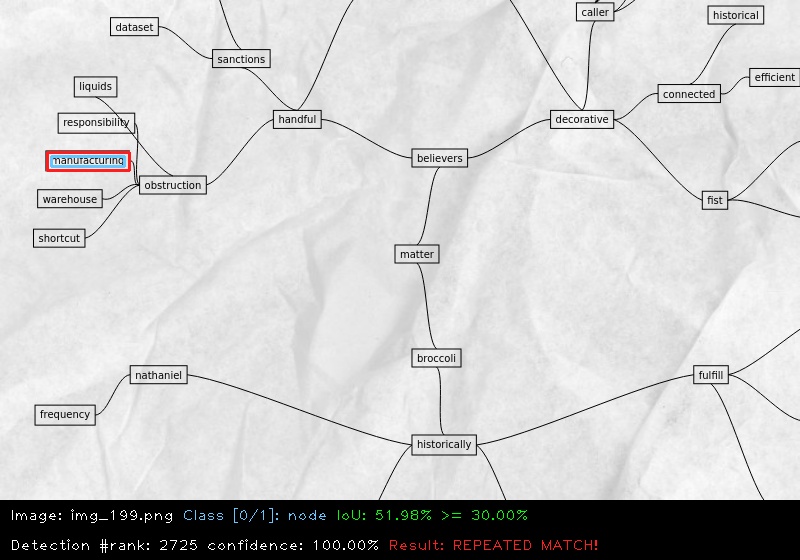 caller
historical
dataset
sanctions
efficient
liquids
connected
responsibility
handful
decorative
believers
manufacturing
obstruction
warehouse
fist
shortcut
matter
broccoli
nathaniel
fulfill
frequency
historically
Image: img_199.png Class [0/1]: node IoU: 51.98% >= 30.00%
Detection #rank: 2725 confidence: 100.00% Result: REPEATED MATCH!